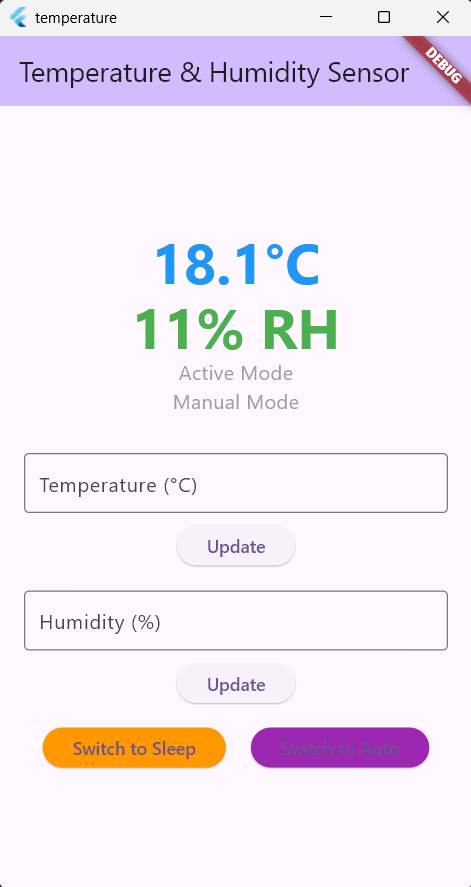 temperature
Temperature & Humidity Sensor
DEBUG
18.1°C
11% RH
Active Mode
Manual Mode
Temperature (°C)
Update
Humidity (%)
Update
Switch to Sleep
Switch to Auto